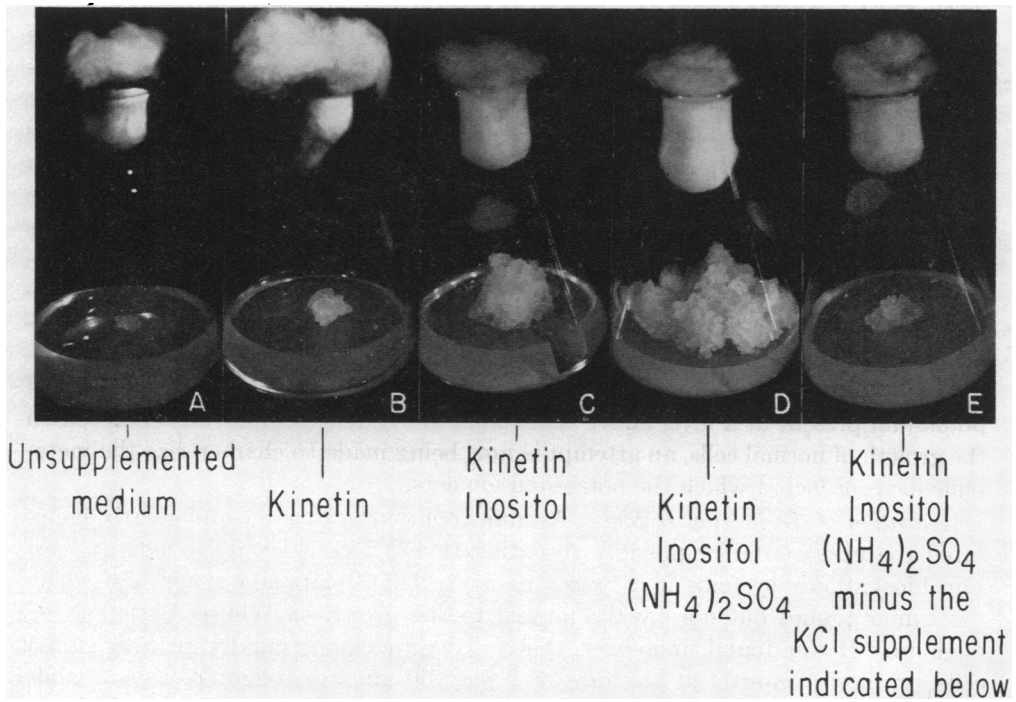 A
B
C
D
E
Unsupplemented
medium
Kinetin
Kinetin
Inositol
Kinetin
Inositol
(NH4)2SO4
Kinetin
Inositol
(NH4)2SO4
minus the
KCl supplement
indicated below